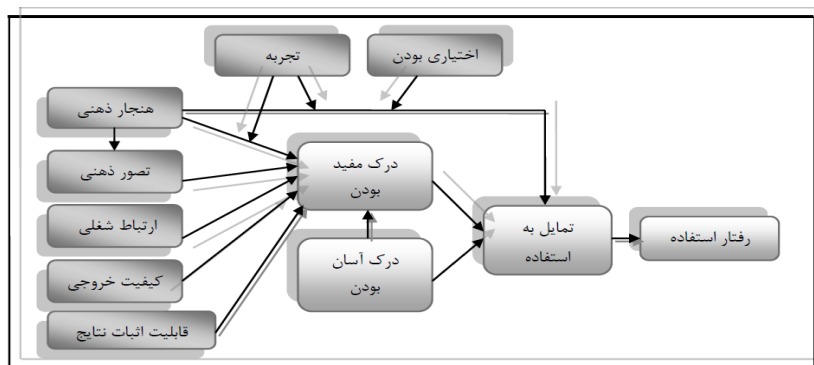 تجربه
اختیاری بودن
هنجار ذهنی
تصور ذهنی
ارتباط شغلی
کیفیت خروجی
قابلیت اثبات نتایج
درک مفید
بودن
درک آسان
بودن
تمایل به
استفاده
رفتار استفاده